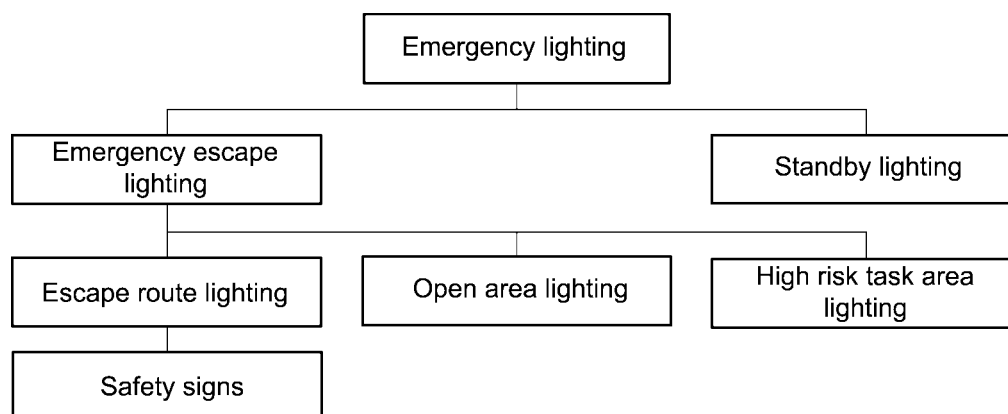 Emergency lighting
Emergency escape
lighting
Standby lighting
Escape route lighting
Open area lighting
High risk task area
lighting
Safety signs